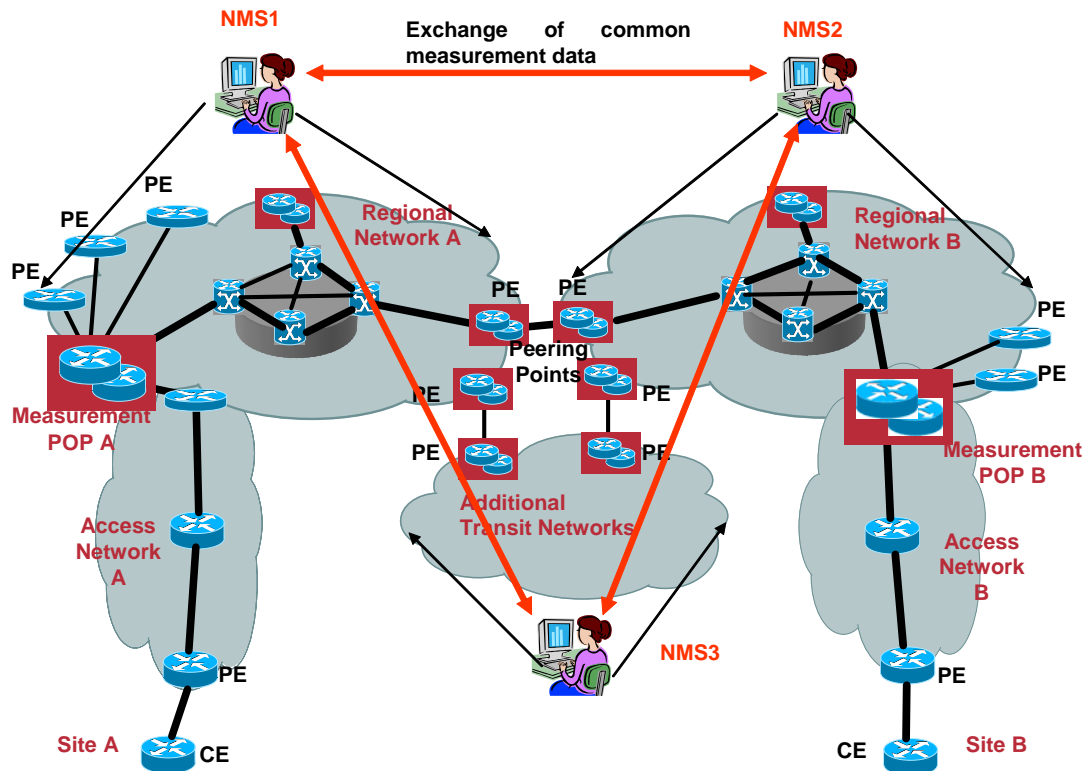 NMS1
Exchange of common
measurement data
NMS2
PE
PE
PE
Regional
Network A
PE
PE
Regional
Network B
PE
PE
Peering
Points
PE
PE
Measurement
POP A
PE
PE
Measurement
POP B
Additional
Transit Networks
Access
Network
A
Access
Network
B
NMS3
PE
PE
Site A
CE
CE
Site B